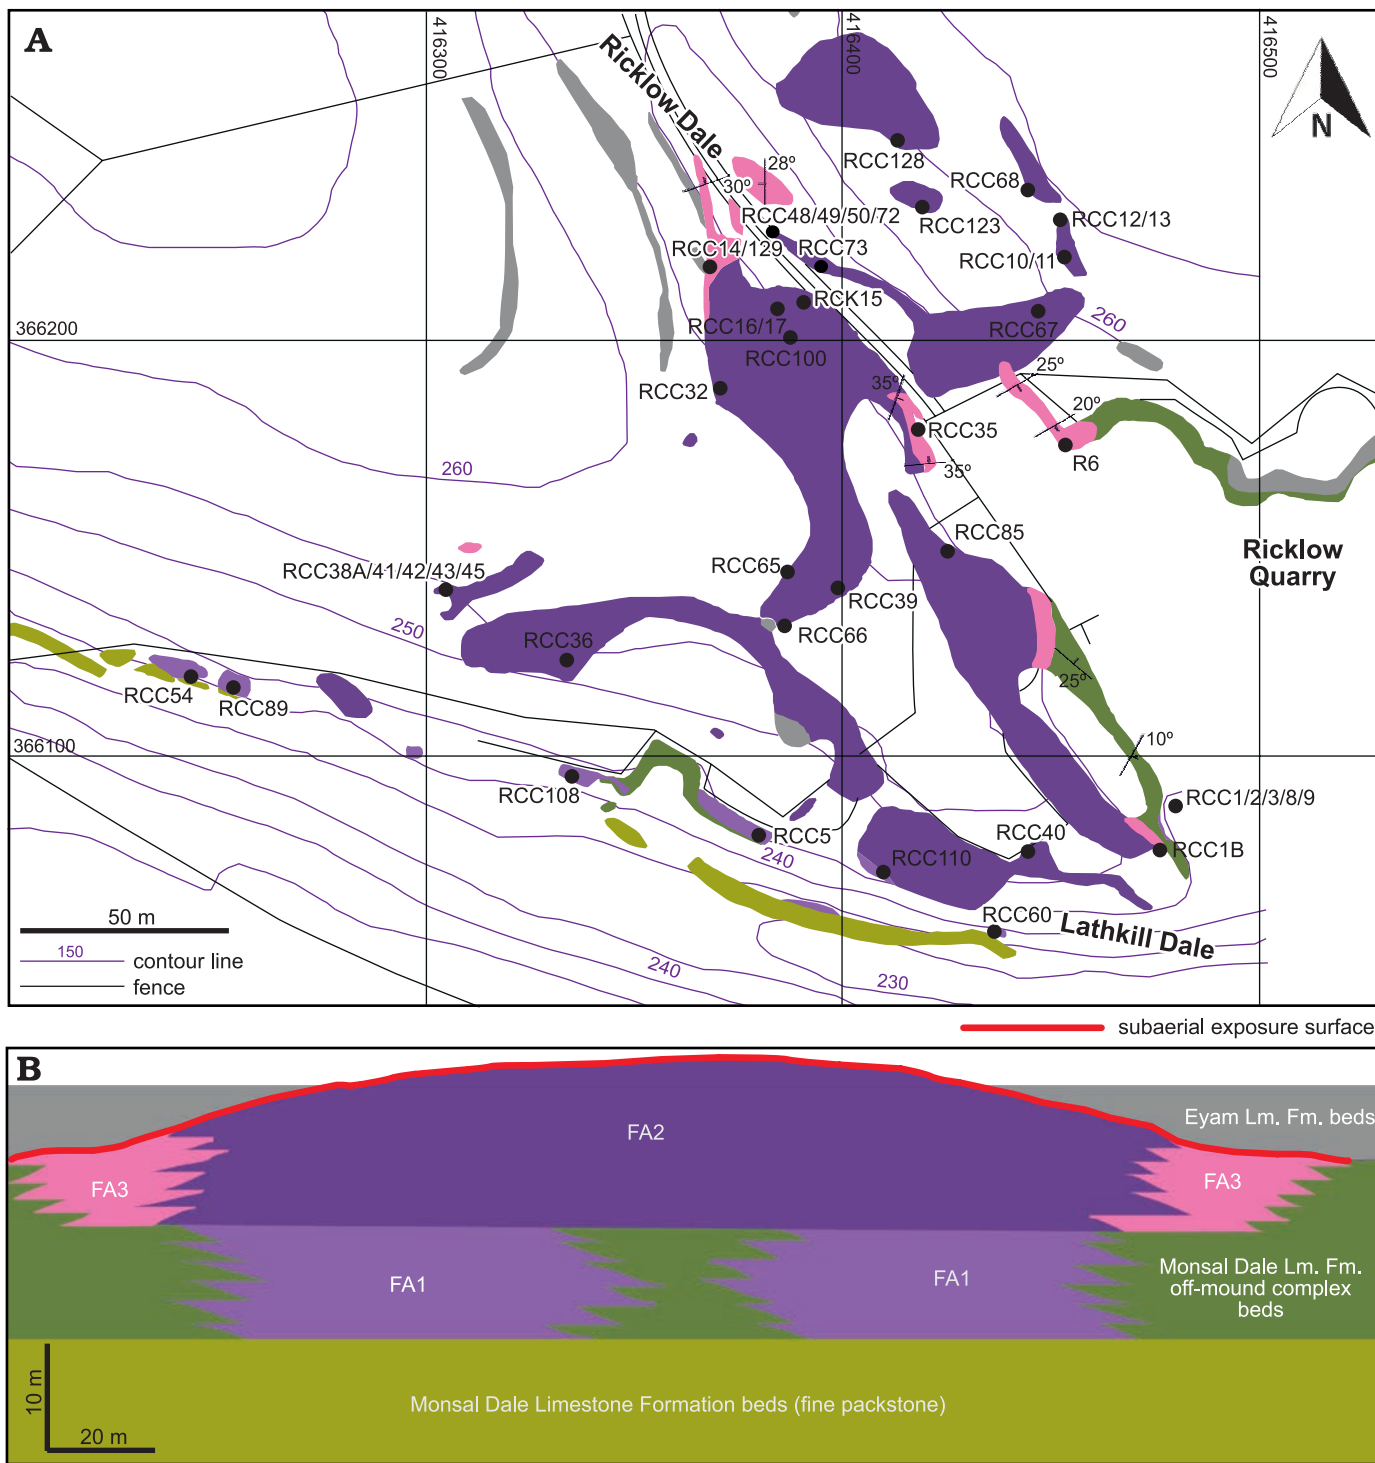 A
416300
416400
416500
Ricklow Dale
N
RCC128
28º
30º
RCC68
RCC48/49/50/72
RCC123
RCC12/13
RCC14/129
RCC73
RCC10/11
RCK15
366200
RCC16/17
RCC67
260
RCC100
25º
RCC32
35º
20º
RCC35
R6
260
35º
RCC85
Ricklow
Quarry
RCC38A/41/42/43/45
RCC65
RCC39
250
RCC66
RCC36
25º
RCC54
RCC89
366100
10º
RCC108
RCC1/2/3/8/9
RCC5
RCC40
240
RCC1B
RCC110
50 m
RCC60
Lathkill Dale
150
contour line
240
230
fence
subaerial exposure surface
B
Eyam Lm. Fm. beds
FA2
FA3
FA3
FA1
FA1
Monsal Dale Lm. Fm.
off-mound complex
beds
10 m
Monsal Dale Limestone Formation beds (fine packstone)
20 m